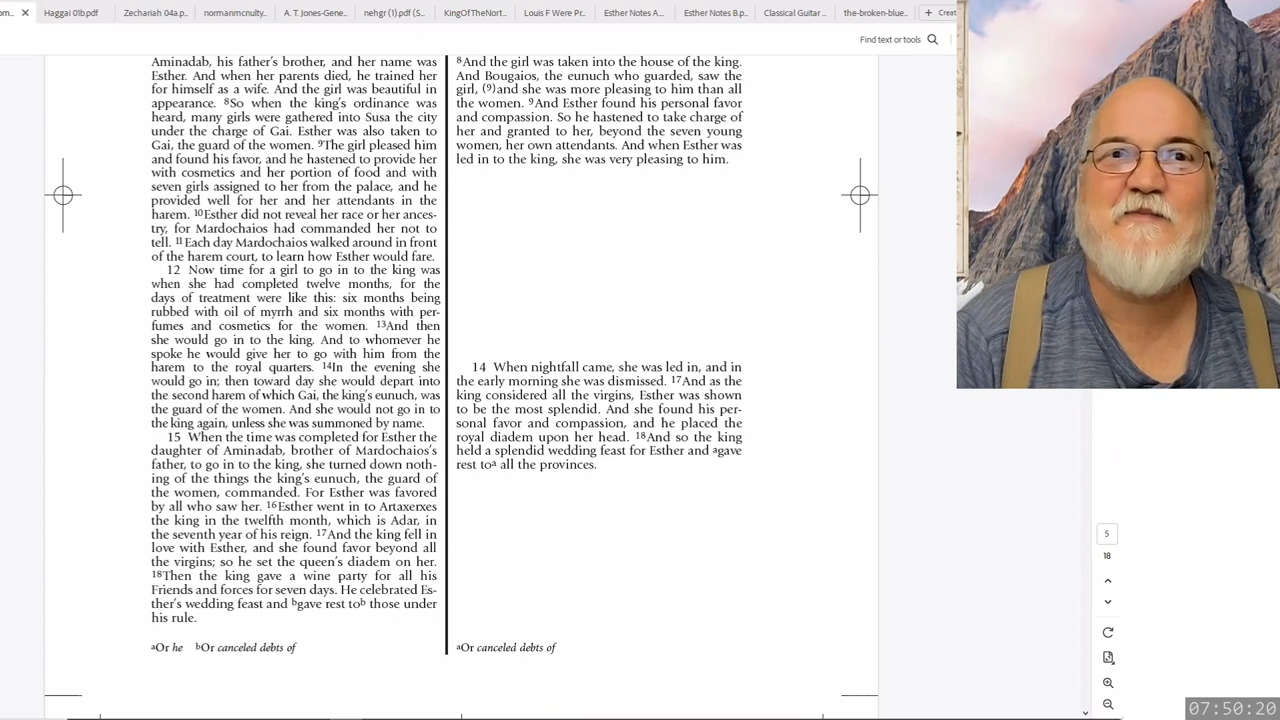 om...
Haggai 01b.pdf
Zechariah 04a.p...
normanmcnulty...
A. T. Jones-Gene...
nehgr (1).pdf (S...
KingOfTheNort...
Louis F Were Pr...
Esther Notes A...
Esther Notes B.p...
Classical Guitar ...
the-broken-blue...
+ Creat
Find text or tools
Aminadab, his father's brother, and her name was
Esther. And when her parents died, he trained her
for himself as a wife. And the girl was beautiful in
appearance. 8So when the king's ordinance was
heard, many girls were gathered into Susa the city
under the charge of Gai. Esther was also taken to
Gai, the guard of the women. 9The girl pleased him
and found his favor, and he hastened to provide her
with cosmetics and her portion of food and with
seven girls assigned to her from the palace, and he
provided well for her and her attendants in the
harem. 10Esther did not reveal her race or her ances-
try, for Mardochaios had commanded her not to
tell. 11Each day Mardochaios walked around in front
of the harem court, to learn how Esther would fare.
12 Now time for a girl to go in to the king was
when she had completed twelve months, for the
days of treatment were like this: six months being
rubbed with oil of myrrh and six months with per-
fumes and cosmetics for the women. 13And then
she would go in to the king. And to whomever he
spoke he would give her to go with him from the
harem to the royal quarters. 14In the evening she
would go in; then toward day she would depart into
the second harem of which Gai, the king's eunuch, was
the guard of the women. And she would not go in to
the king again, unless she was summoned by name.
15 When the time was completed for Esther the
daughter of Aminadab, brother of Mardochaios's
father, to go in to the king, she turned down noth-
ing of the things the king's eunuch, the guard of
the women, commanded. For Esther was favored
by all who saw her. 16Esther went in to Artaxerxes
the king in the twelfth month, which is Adar, in
the seventh year of his reign. 17And the king fell in
love with Esther, and she found favor beyond all
the virgins; so he set the queen's diadem on her.
18Then the king gave a wine party for all his
Friends and forces for seven days. He celebrated Es-
ther's wedding feast and bgave rest tob those under
his rule.
aOr he bOr canceled debts of
8And the girl was taken into the house of the king.
And Bougaios, the eunuch who guarded, saw the
girl, (9)and she was more pleasing to him than all
the women. 9And Esther found his personal favor
and compassion. So he hastened to take charge of
her and granted to her, beyond the seven young
women, her own attendants. And when Esther was
led in to the king, she was very pleasing to him.
14 When nightfall came, she was led in, and in
the early morning she was dismissed. 17And as the
king considered all the virgins, Esther was shown
to be the most splendid. And she found his per-
sonal favor and compassion, and he placed the
royal diadem upon her head. 18And so the king
held a splendid wedding feast for Esther and agave
rest toa all the provinces.
aOr canceled debts of
5
18
07:50:20